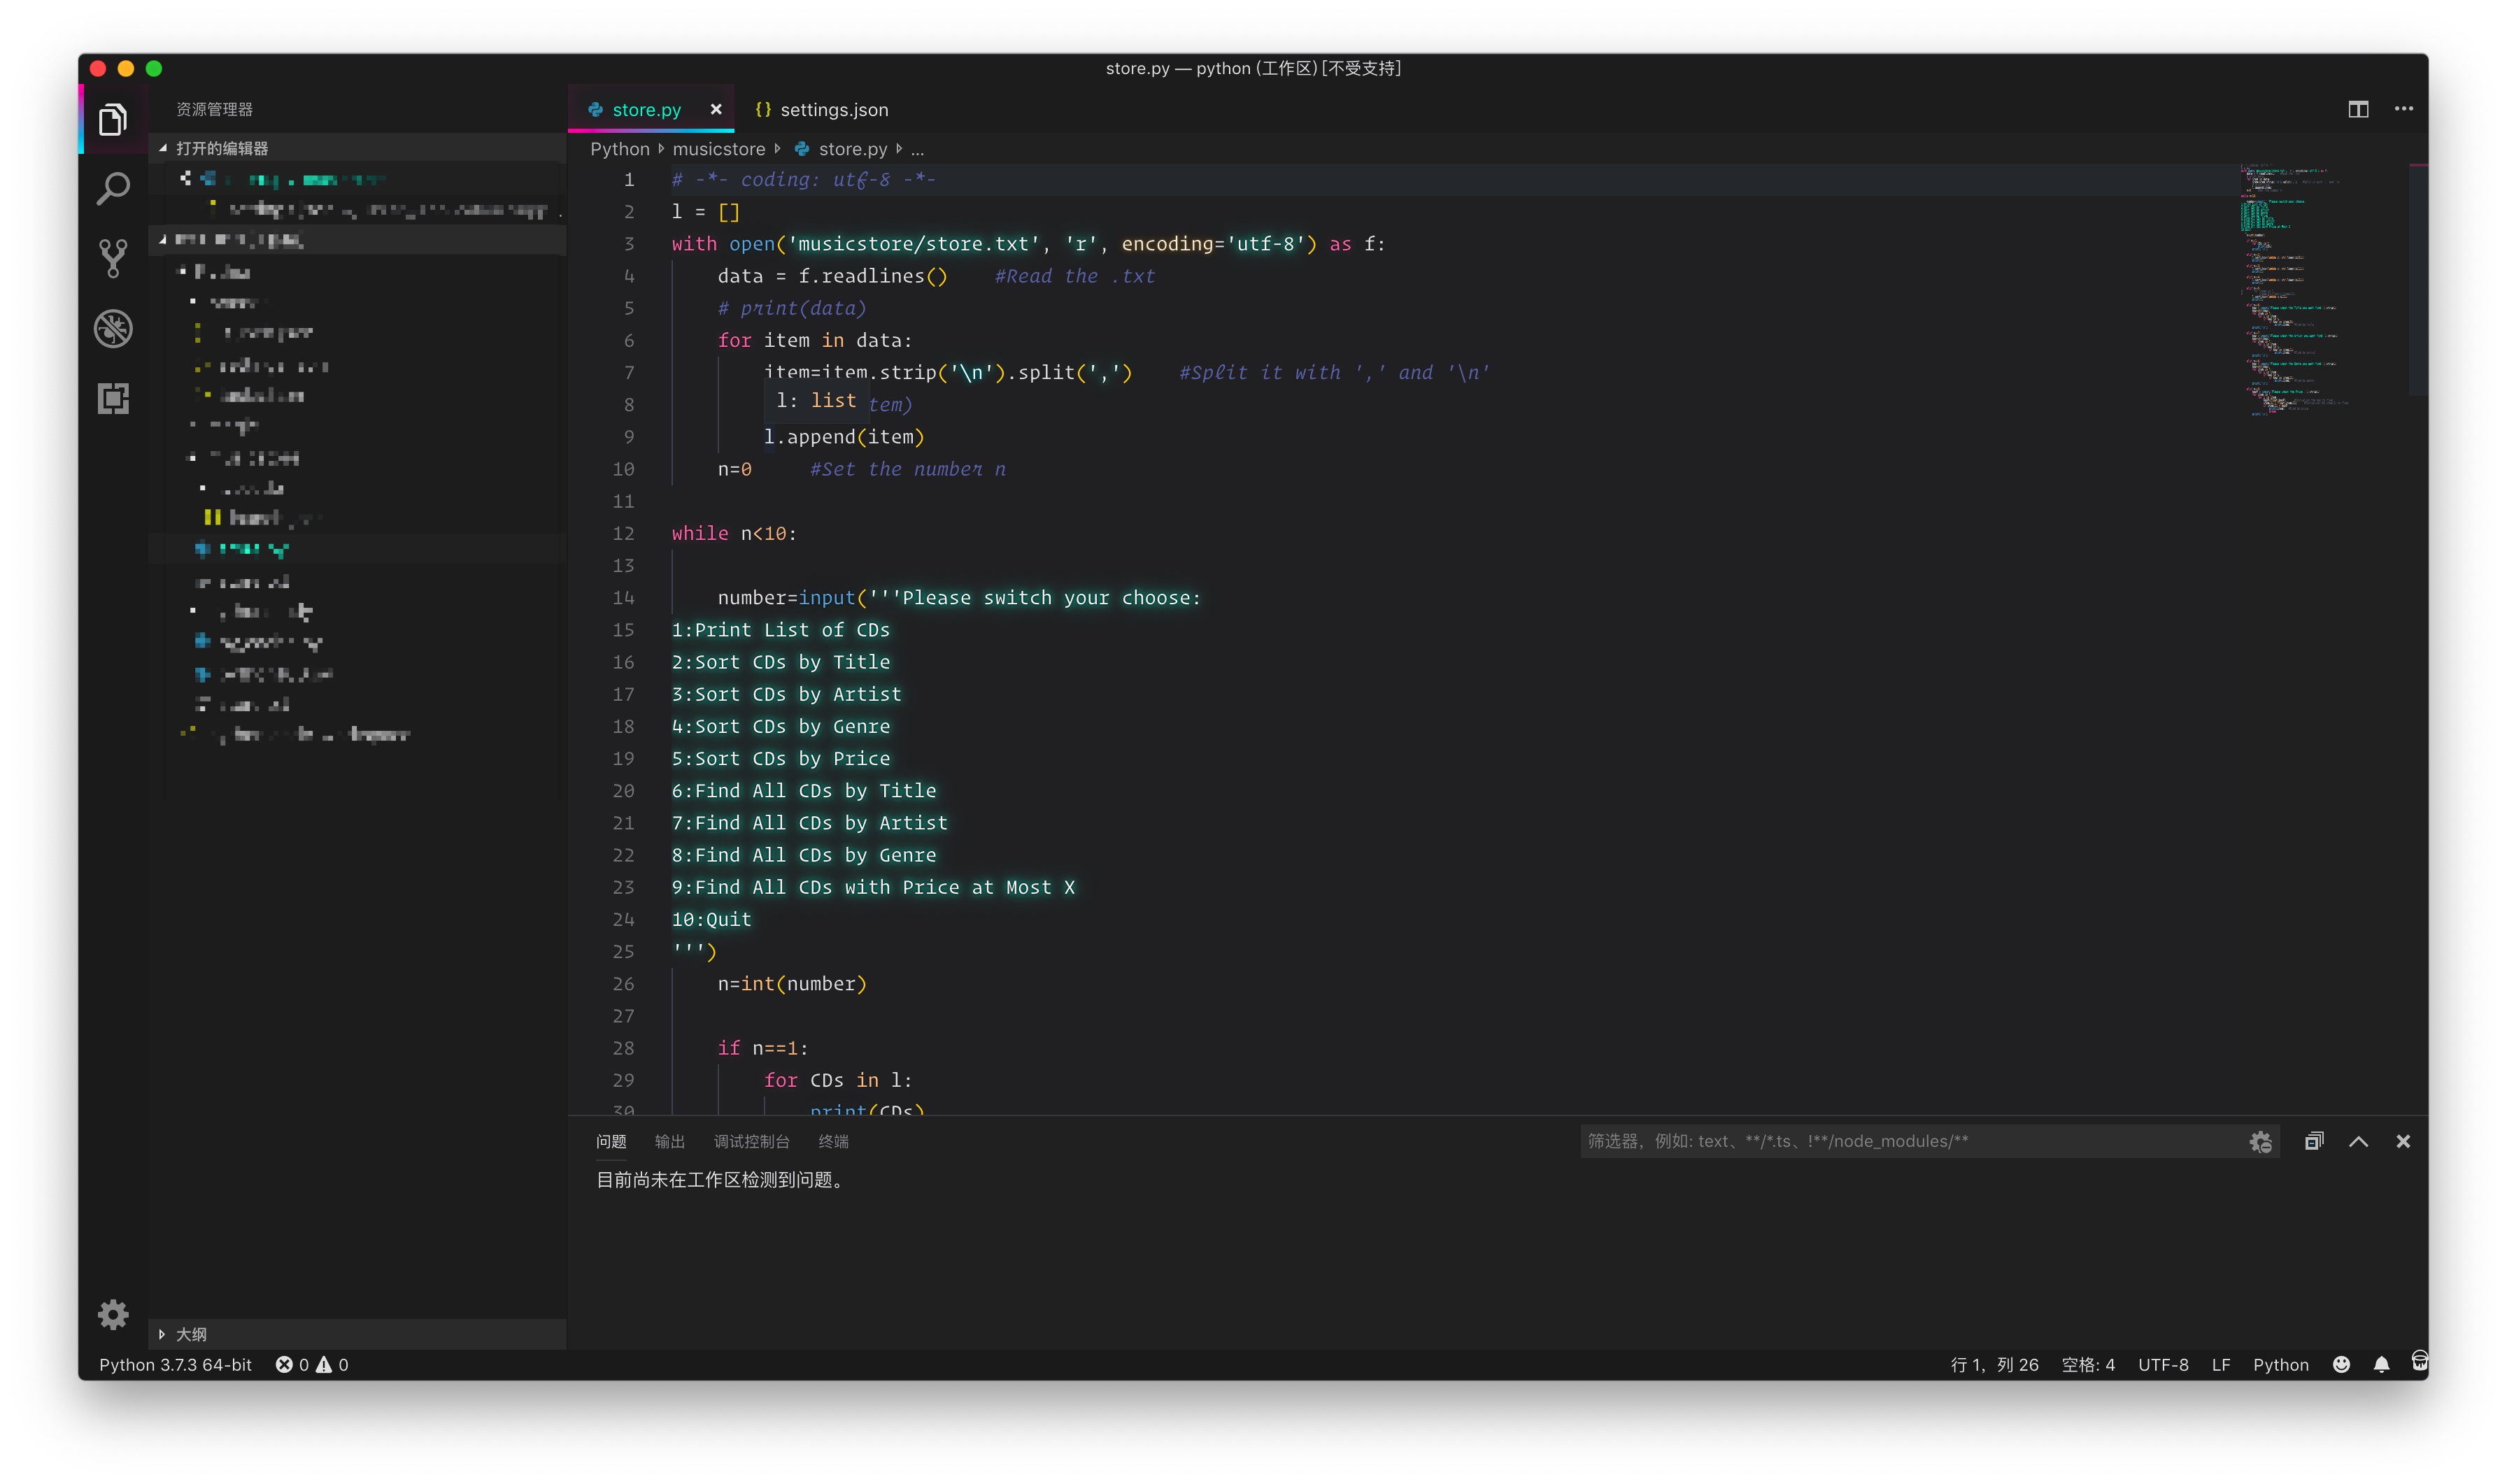 store.py — python (工作区) [不受支持]
资源管理器
打开的编辑器
大纲
store.py
settings.json
Python musicstore store.py ...
1 # -*- coding: utf-8 -*-
2 l = []
3 with open('musicstore/store.txt', 'r', encoding='utf-8') as f:
4 data = f.readlines() #Read the .txt
5 # print(data)
6 for item in data:
7 item=item.strip('\n').split(',') #Split it with ',' and '\n'
l: list
8 tem)
9 l.append(item)
10 n=0 #Set the number n
11
12 while n<10:
13
14 number=input('''Please switch your choose:
15 1:Print List of CDs
16 2:Sort CDs by Title
17 3:Sort CDs by Artist
18 4:Sort CDs by Genre
19 5:Sort CDs by Price
20 6:Find All CDs by Title
21 7:Find All CDs by Artist
22 8:Find All CDs by Genre
23 9:Find All CDs with Price at Most X
24 10:Quit
25 ''')
26 n=int(number)
27
28 if n==1:
29 for CDs in l:
30 print(CDs)
问题 输出 调试控制台 终端
筛选器，例如: text、**/*.ts、!**/node_modules/**
目前尚未在工作区检测到问题。
Python 3.7.3 64-bit 0 0
行 1，列 26 空格: 4 UTF-8 LF Python